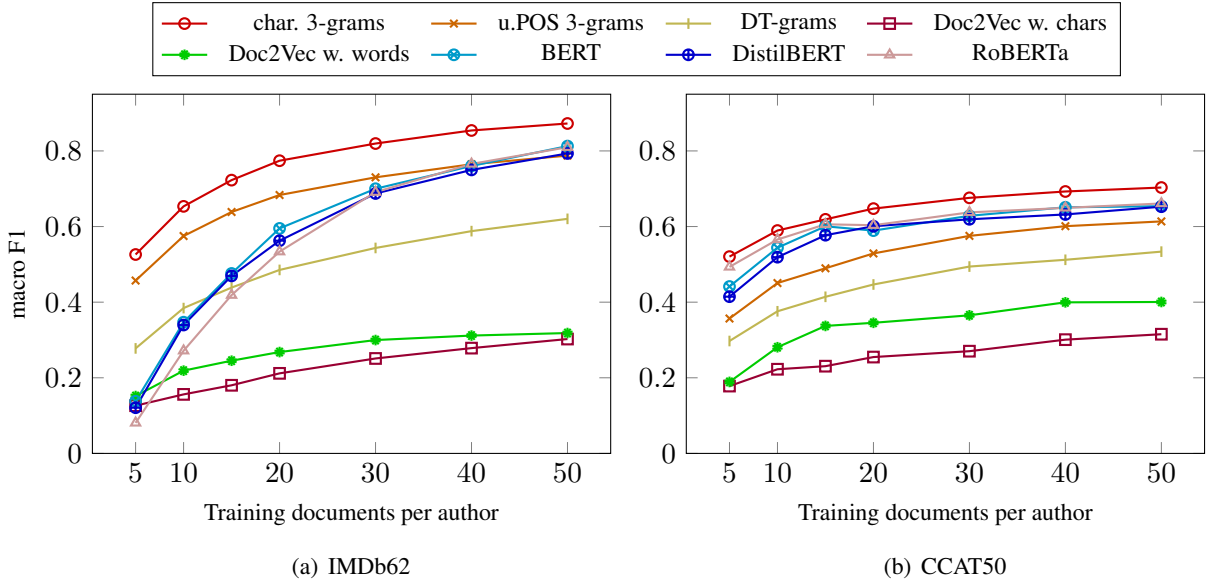 char. 3-grams u.POS 3-grams DT-grams Doc2Vec w. chars
Doc2Vec w. words BERT DistilBERT RoBERTa
macro F1
0.8
0.6
0.4
0.2
0
5 10 20 30 40 50
Training documents per author
(a) IMDb62
0.8
0.6
0.4
0.2
0
5 10 20 30 40 50
Training documents per author
(b) CCAT50